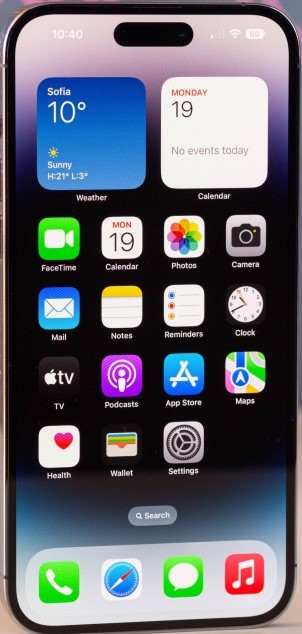 10:40
60
Sofia
10°
Sunny
H:21° L:3°
Weather
MONDAY
19
No events today
Calendar
FaceTime
MON
19
Calendar
Photos
Camera
Mail
Notes
Reminders
Clock
tv
TV
Podcasts
App Store
Maps
Health
Wallet
Settings
Search